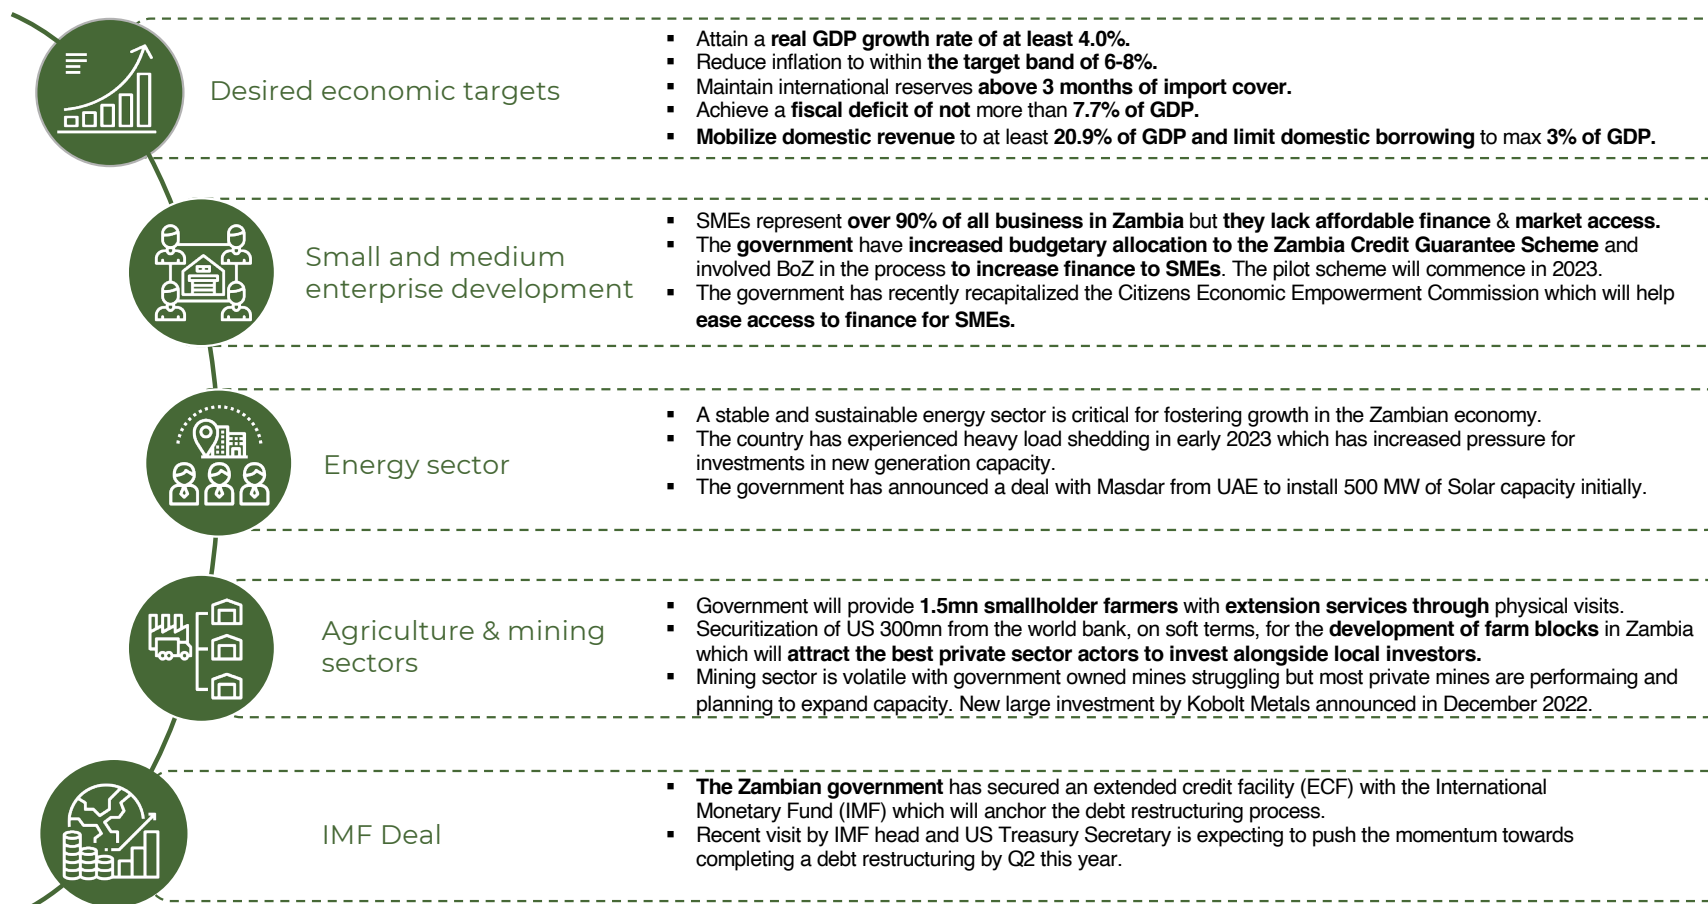 Desired economic targets
▪ Attain a real GDP growth rate of at least 4.0%.
▪ Reduce inflation to within the target band of 6-8%.
▪ Maintain international reserves above 3 months of import cover.
▪ Achieve a fiscal deficit of not more than 7.7% of GDP.
▪ Mobilize domestic revenue to at least 20.9% of GDP and limit domestic borrowing to max 3% of GDP.
Small and medium
enterprise development
▪ SMEs represent over 90% of all business in Zambia but they lack affordable finance & market access.
▪ The government have increased budgetary allocation to the Zambia Credit Guarantee Scheme and
involved BoZ in the process to increase finance to SMEs. The pilot scheme will commence in 2023.
▪ The government has recently recapitalized the Citizens Economic Empowerment Commission which will help
ease access to finance for SMEs.
Energy sector
▪ A stable and sustainable energy sector is critical for fostering growth in the Zambian economy.
▪ The country has experienced heavy load shedding in early 2023 which has increased pressure for
investments in new generation capacity.
▪ The government has announced a deal with Masdar from UAE to install 500 MW of Solar capacity initially.
Agriculture & mining
sectors
▪ Government will provide 1.5mn smallholder farmers with extension services through physical visits.
▪ Securitization of US 300mn from the world bank, on soft terms, for the development of farm blocks in Zambia
which will attract the best private sector actors to invest alongside local investors.
▪ Mining sector is volatile with government owned mines struggling but most private mines are performaing and
planning to expand capacity. New large investment by Kobolt Metals announced in December 2022.
IMF Deal
▪ The Zambian government has secured an extended credit facility (ECF) with the International
Monetary Fund (IMF) which will anchor the debt restructuring process.
▪ Recent visit by IMF head and US Treasury Secretary is expecting to push the momentum towards
completing a debt restructuring by Q2 this year.